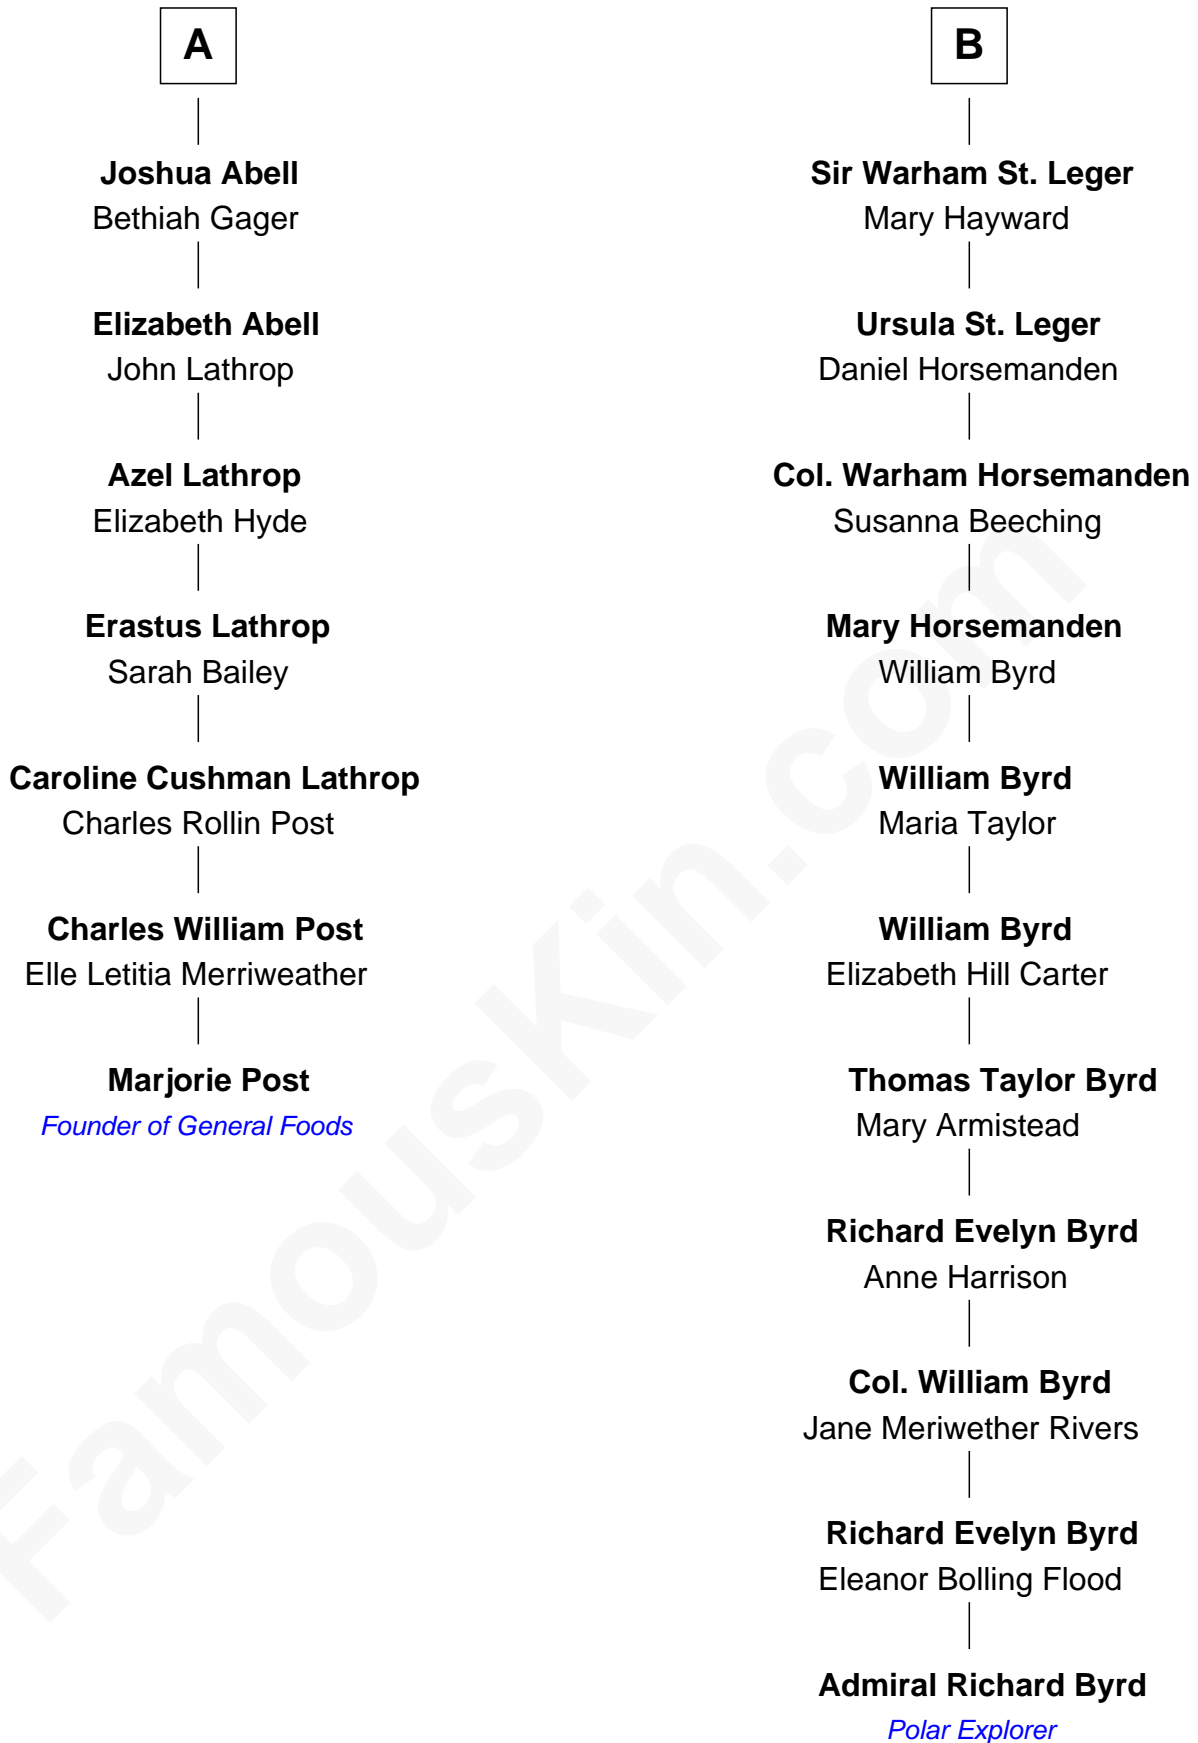 A
Joshua Abell
Bethiah Gager
Elizabeth Abell
John Lathrop
Azel Lathrop
Elizabeth Hyde
Erastus Lathrop
Sarah Bailey
Caroline Cushman Lathrop
Charles Rollin Post
Charles William Post
Elle Letitia Merriweather
Marjorie Post
Founder of General Foods
B
Sir Warham St. Leger
Mary Hayward
Ursula St. Leger
Daniel Horsemanden
Col. Warham Horsemanden
Susanna Beeching
Mary Horsemanden
William Byrd
William Byrd
Maria Taylor
William Byrd
Elizabeth Hill Carter
Thomas Taylor Byrd
Mary Armistead
Richard Evelyn Byrd
Anne Harrison
Col. William Byrd
Jane Meriwether Rivers
Richard Evelyn Byrd
Eleanor Bolling Flood
Admiral Richard Byrd
Polar Explorer
FamousKin.com